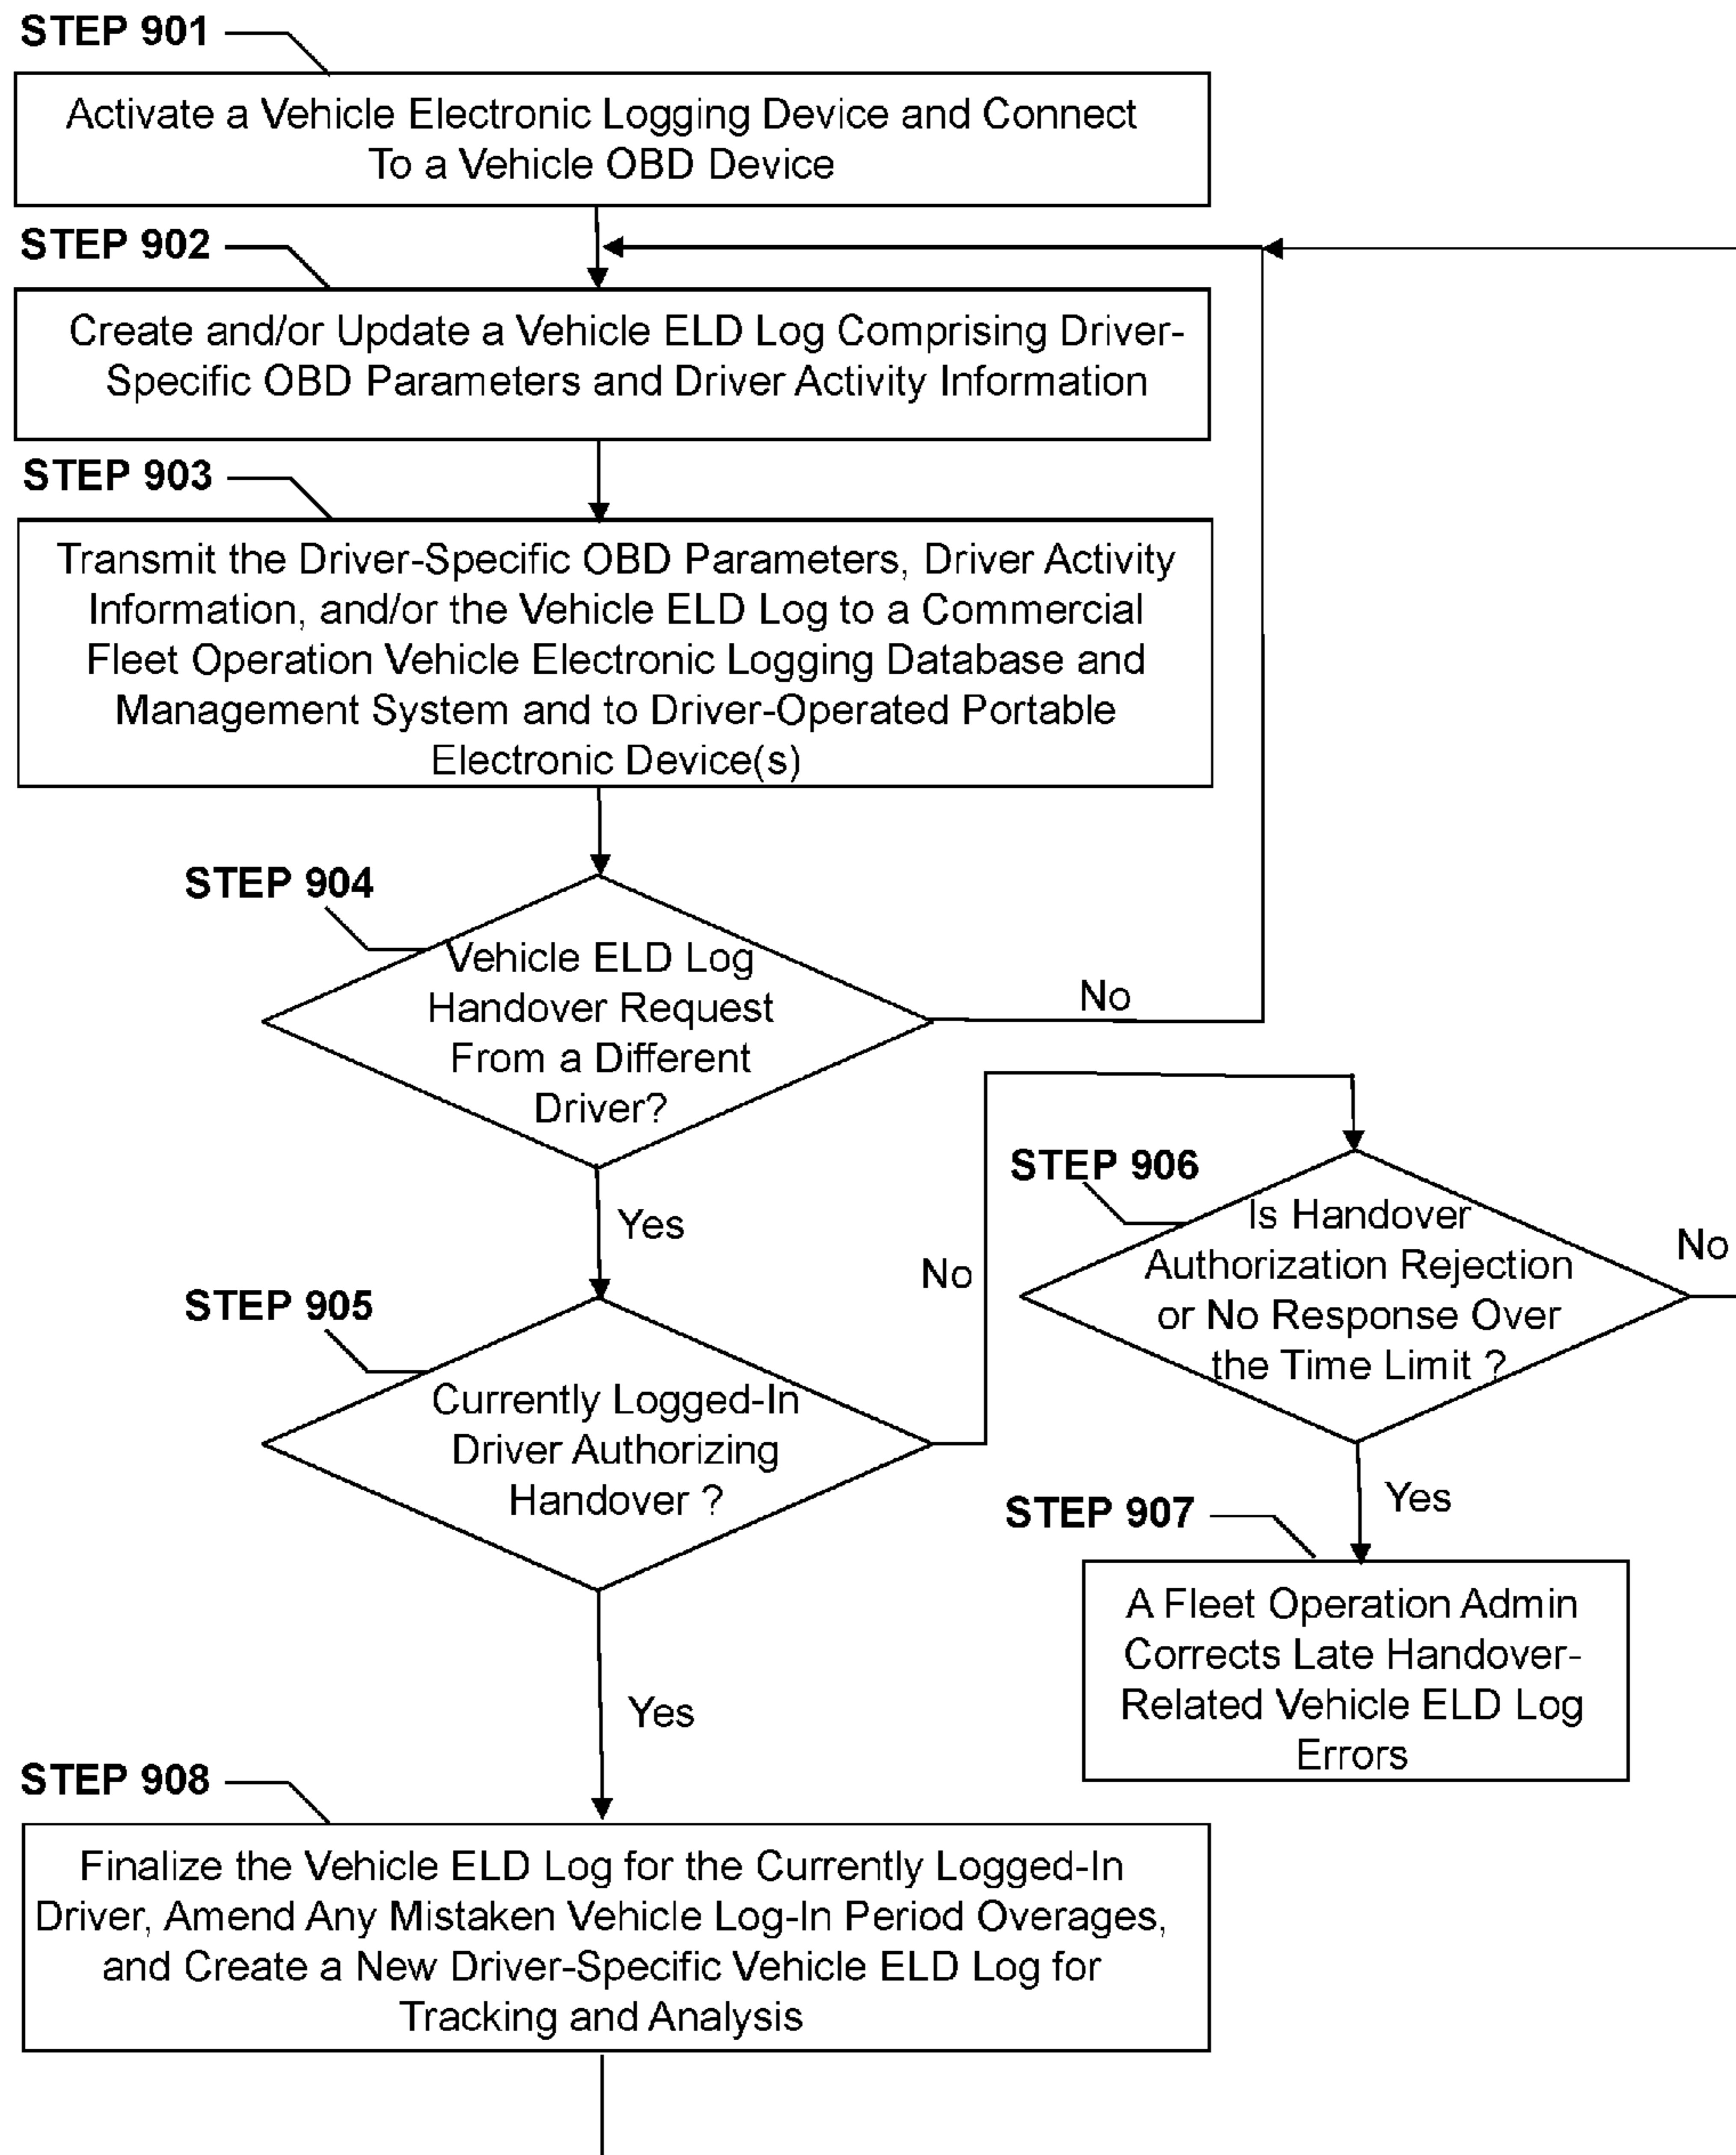 STEP 901
Activate a Vehicle Electronic Logging Device and Connect
To a Vehicle OBD Device
STEP 902
Create and/or Update a Vehicle ELD Log Comprising Driver-
Specific OBD Parameters and Driver Activity Information
STEP 903
Transmit the Driver-Specific OBD Parameters, Driver Activity
Information, and/or the Vehicle ELD Log to a Commercial
Fleet Operation Vehicle Electronic Logging Database and
Management System and to Driver-Operated Portable
Electronic Device(s)
STEP 904
Vehicle ELD Log
Handover Request
From a Different
Driver?
No
Yes
STEP 905
Currently Logged-In
Driver Authorizing
Handover ?
No
STEP 906
Is Handover
Authorization Rejection
or No Response Over
the Time Limit ?
No
Yes
STEP 907
A Fleet Operation Admin
Corrects Late Handover-
Related Vehicle ELD Log
Errors
Yes
STEP 908
Finalize the Vehicle ELD Log for the Currently Logged-In
Driver, Amend Any Mistaken Vehicle Log-In Period Overages,
and Create a New Driver-Specific Vehicle ELD Log for
Tracking and Analysis